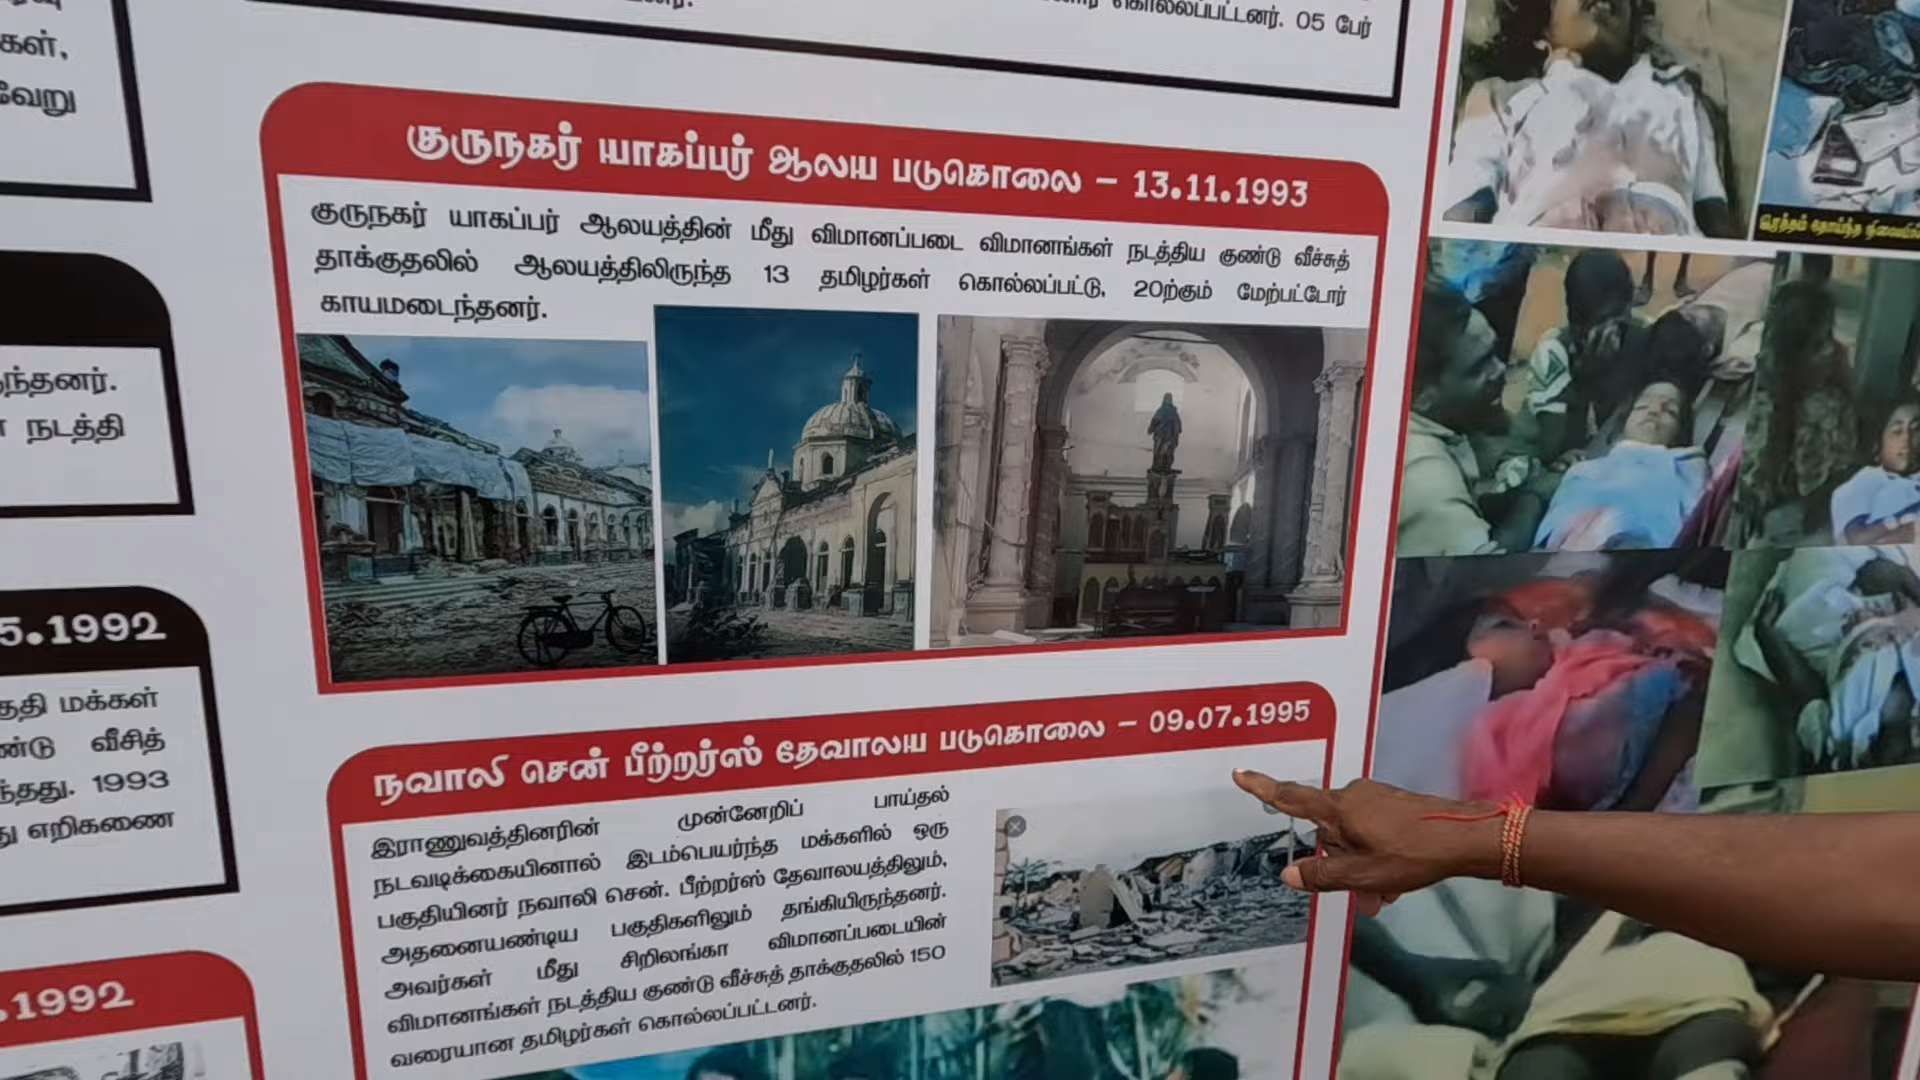 கொல்லப்பட்டனர். 05 பேர்
கள்,
வேறு
குருநகர் யாகப்பர் ஆலய படுகொலை – 13.11.1993
குருநகர் யாகப்பர் ஆலயத்தின் மீது விமானப்படை விமானங்கள் நடத்திய குண்டு வீச்சுத்
தாக்குதலில் ஆலயத்திலிருந்த 13 தமிழர்கள் கொல்லப்பட்டு, 20ற்கும் மேற்பட்டோர்
காயமடைந்தனர்.
நடத்தி
5.1992
மக்கள்
வீசித்
1993
எறிகணை
.1992
நவாலி சென் பீற்றர்ஸ் தேவாலய படுகொலை – 09.07.1995
இராணுவத்தினரின் முன்னேறிப் பாய்தல்
நடவடிக்கையினால் இடம்பெயர்ந்த மக்களில் ஒரு
பகுதியினர் நவாலி சென். பீற்றர்ஸ் தேவாலயத்திலும்,
அதனையண்டிய பகுதிகளிலும் தங்கியிருந்தனர்.
அவர்கள் மீது சிறிலங்கா விமானப்படையின்
விமானங்கள் நடத்திய குண்டு வீச்சுத் தாக்குதலில் 150
வரையான தமிழர்கள் கொல்லப்பட்டனர்.
இரத்தம் தோய்ந்த